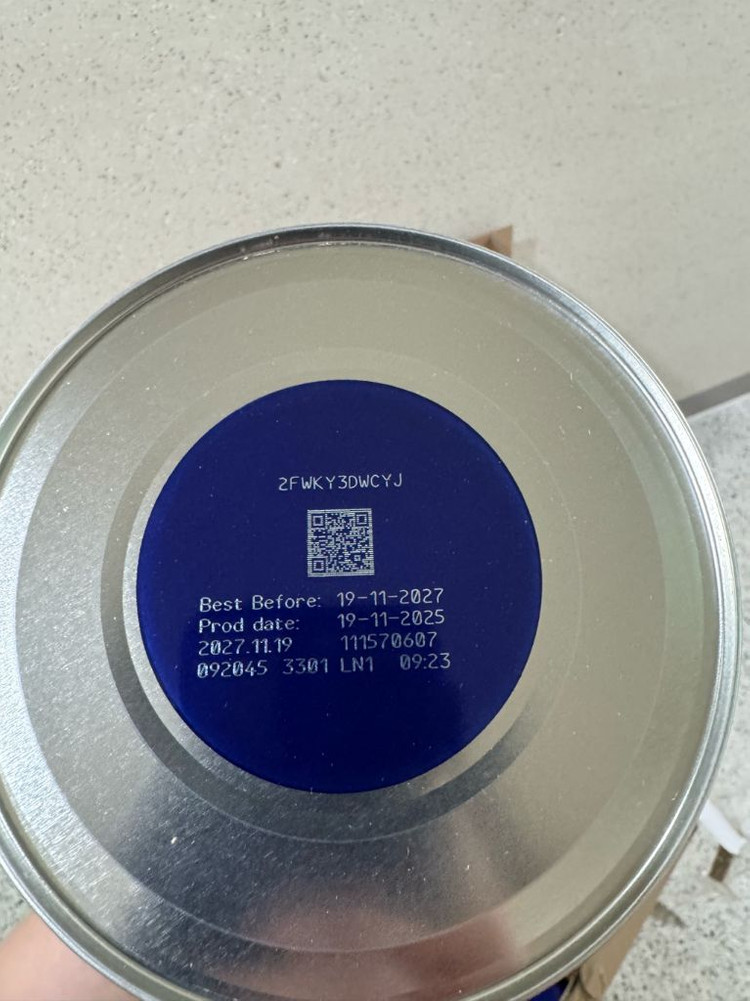 2FWKY3DWCYJ
Best Before: 19-11-2027
Prod date: 19-11-2025
2027.11.19 111570607
092045 3301 LN1 09:23